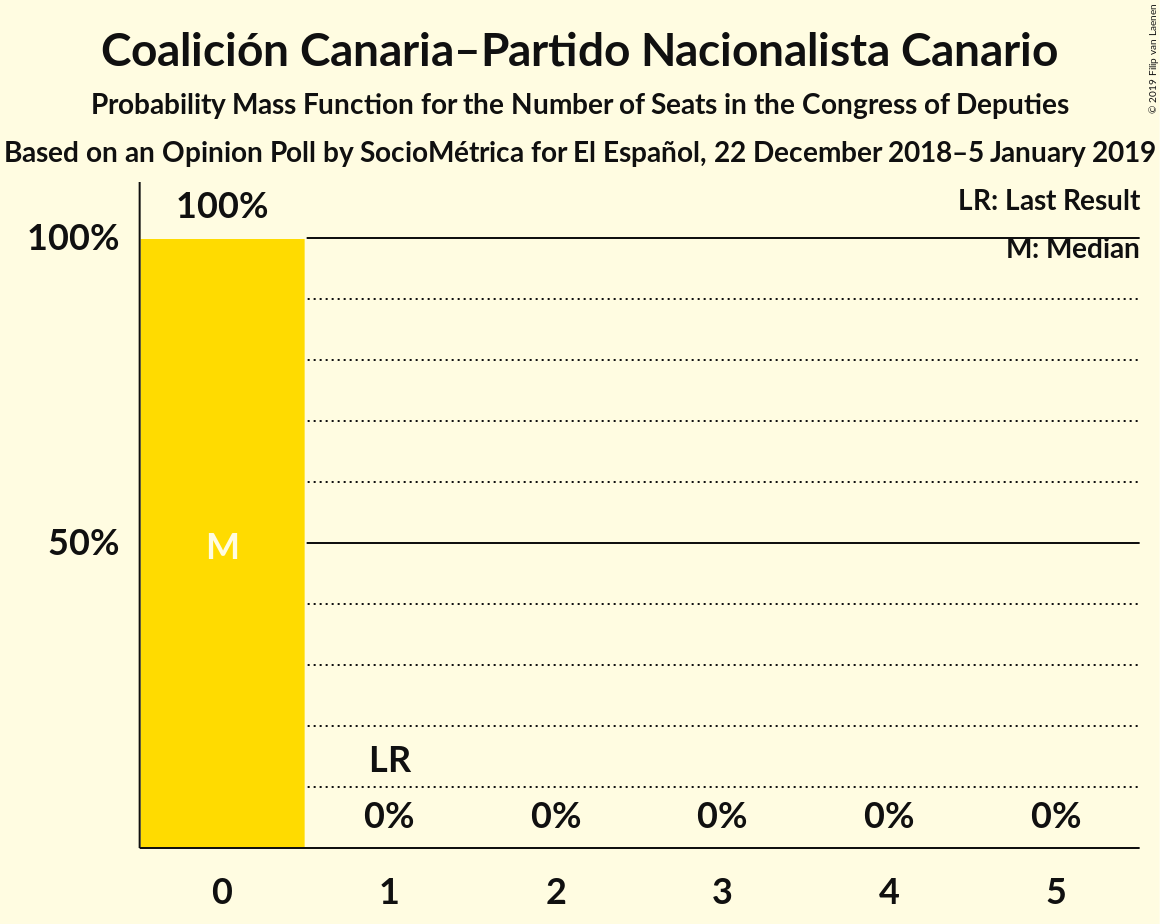 Coalición Canaria–Partido Nacionalista Canario
Probability Mass Function for the Number of Seats in the Congress of Deputies
Based on an Opinion Poll by SocioMétrica for El Español, 22 December 2018–5 January 2019
© 2019 Filip van Laenen
LR: Last Result
M: Median
100%
100%
50%
M
LR
0% 0% 0% 0% 0%
0 1 2 3 4 5